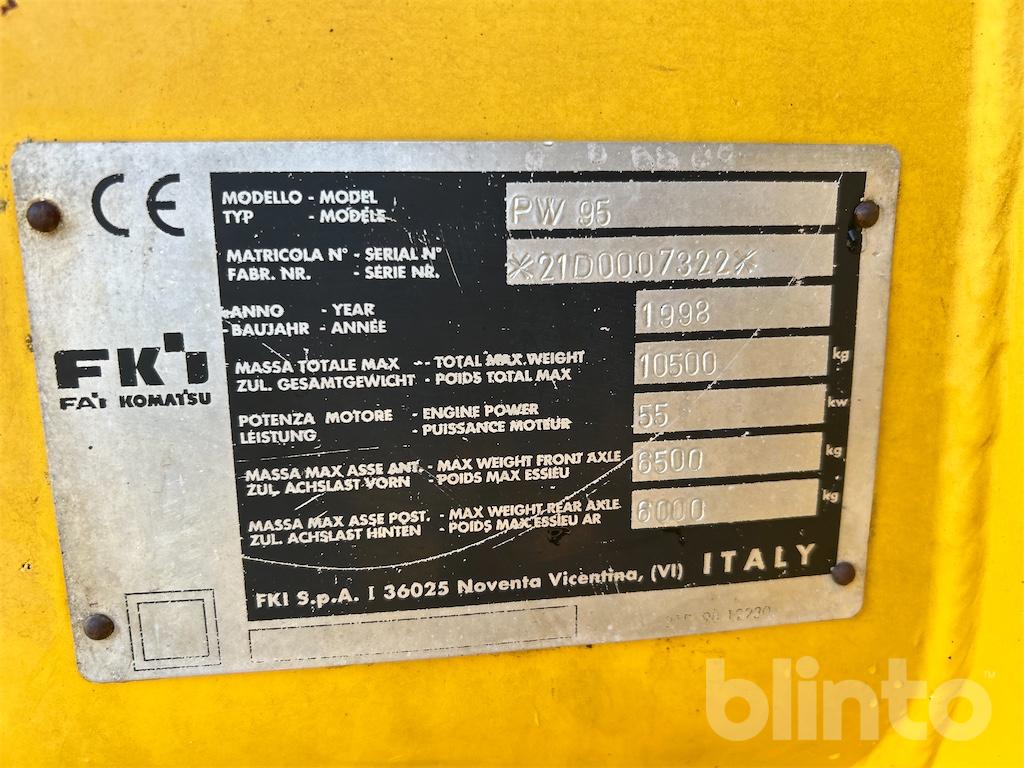 CE
MODELLO - MODEL
TYP - MODÈLE
PW 95
MATRICOLA N° - SERIAL N°
FABR. NR. - SÉRIE NR.
*21D0007322*
ANNO - YEAR
BAUJAHR - ANNÉE
1998
MASSA TOTALE MAX - TOTAL MAX WEIGHT
ZUL. GESAMTGEWICHT - POIDS TOTAL MAX
10500 kg
POTENZA MOTORE - ENGINE POWER
LEISTUNG - PUISSANCE MOTEUR
55 kw
MASSA MAX ASSE ANT. - MAX WEIGHT FRONT AXLE
ZUL. ACHSLAST VORN - POIDS MAX ESSIEU
6500 kg
MASSA MAX ASSE POST. - MAX WEIGHT REAR AXLE
ZUL. ACHSLAST HINTEN - POIDS MAX ESSIEU AR
6000 kg
FKI
FAI KOMATSU
FKI S.p.A. I 36025 Noventa Vicentina, (VI) ITALY
blinto™